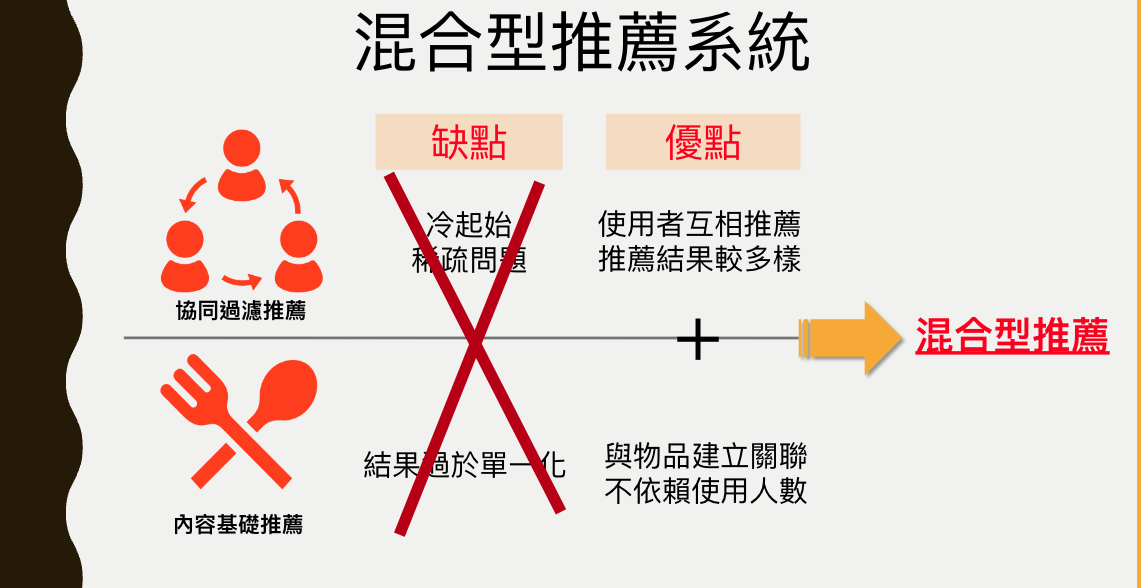 混合型推薦系統
缺點
優點
冷起始
稀疏問題
使用者互相推薦
推薦結果較多樣
協同過濾推薦
+
混合型推薦
結果過於單一化
與物品建立關聯
不依賴使用人數
內容基礎推薦